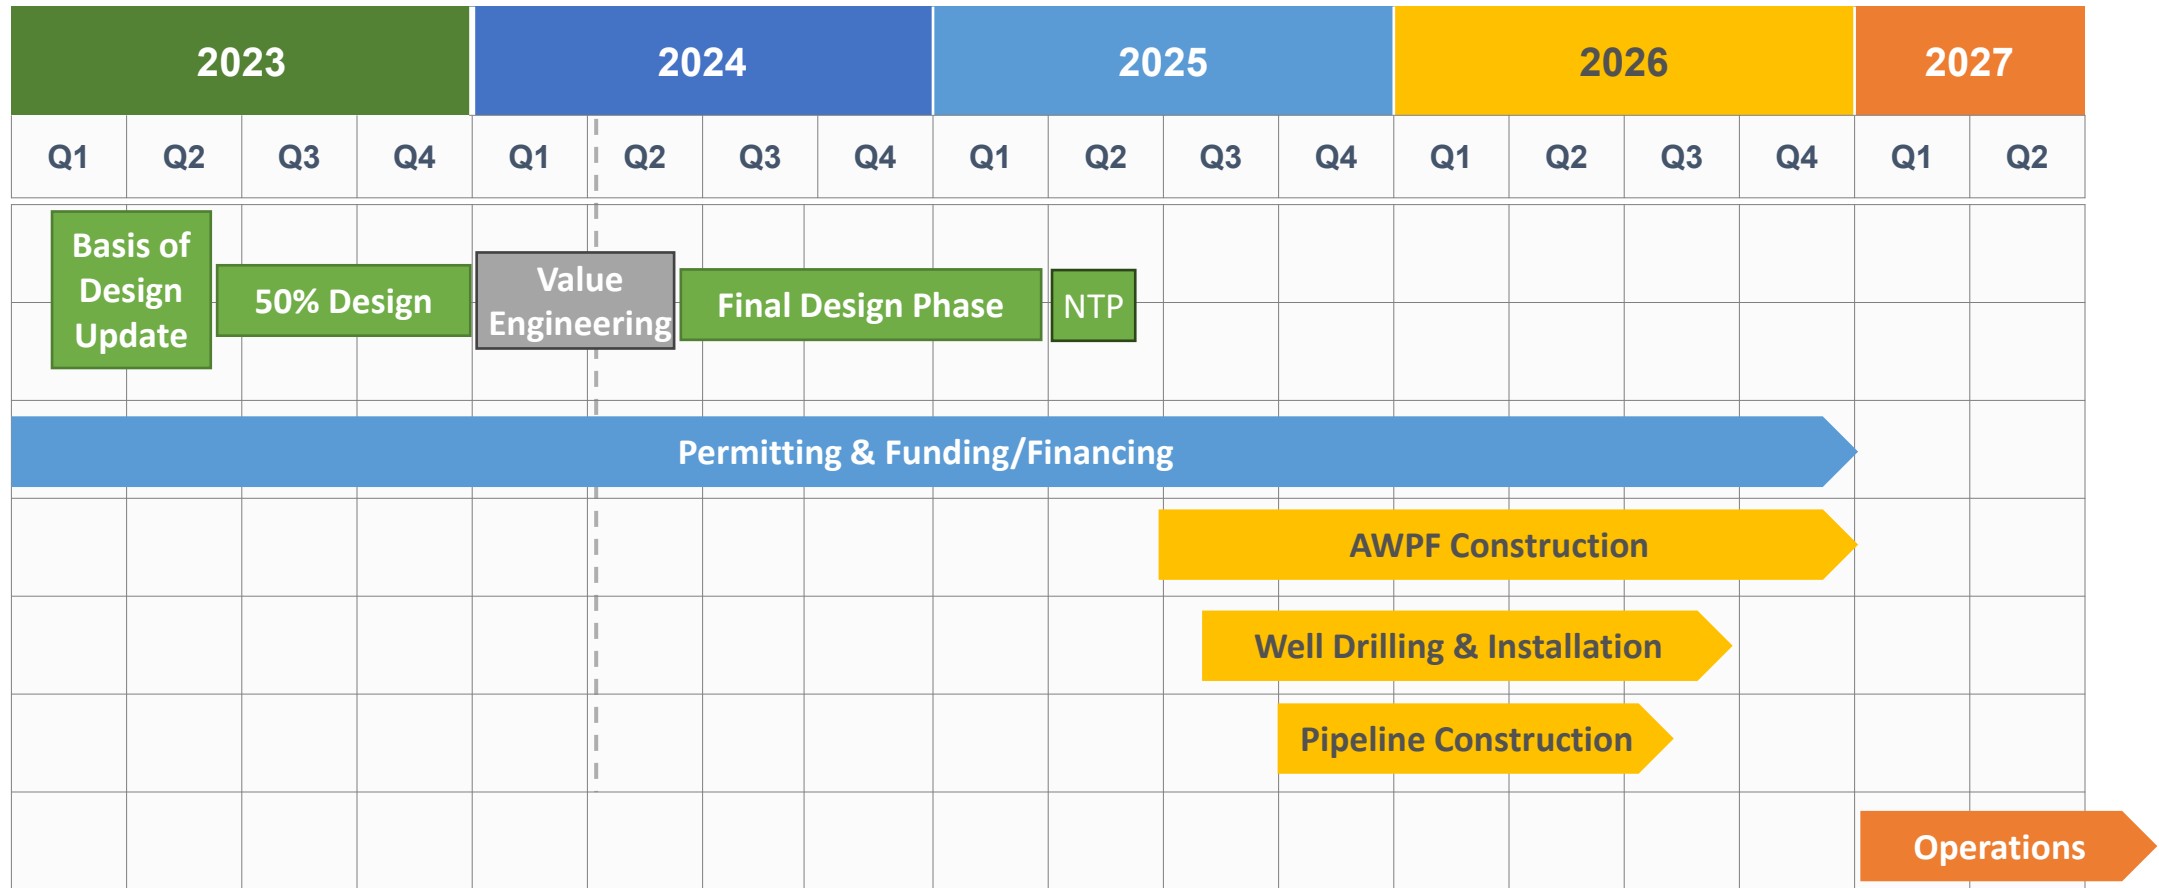 2023 2024 2025 2026 2027
Q1 Q2 Q3 Q4 Q1 Q2 Q3 Q4 Q1 Q2 Q3 Q4 Q1 Q2 Q3 Q4 Q1 Q2
Basis of
Design
Update
50% Design
Value
Engineering
Final Design Phase
NTP
Permitting & Funding/Financing
AWPF Construction
Well Drilling & Installation
Pipeline Construction
Operations